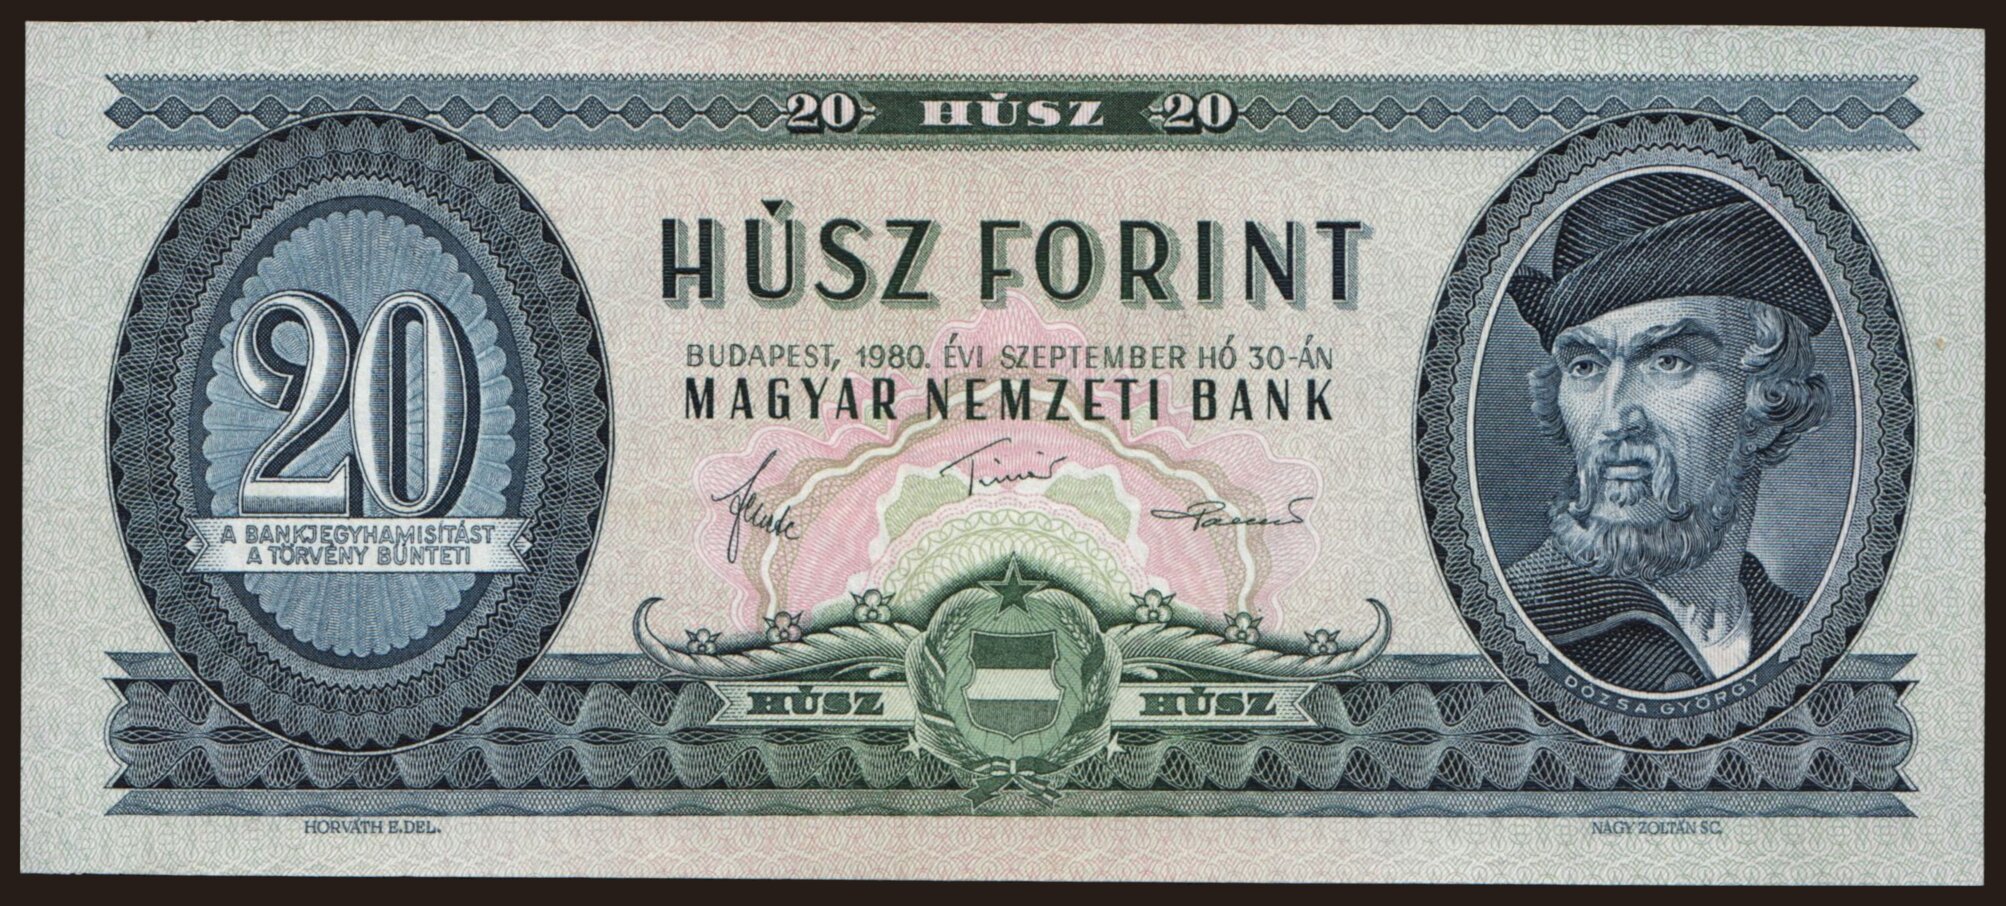 20 HÚSZ 20
HÚSZ FORINT
BUDAPEST, 1980. ÉVI SZEPTEMBER HÓ 30-ÁN
MAGYAR NEMZETI BANK
20
A BANKJEGYHAMISÍTÁST
A TÖRVÉNY BÜNTETI
HÚSZ HÚSZ
DÓZSA GYÖRGY
HORVÁTH E. DEL.
NAGY ZOLTÁN SC.